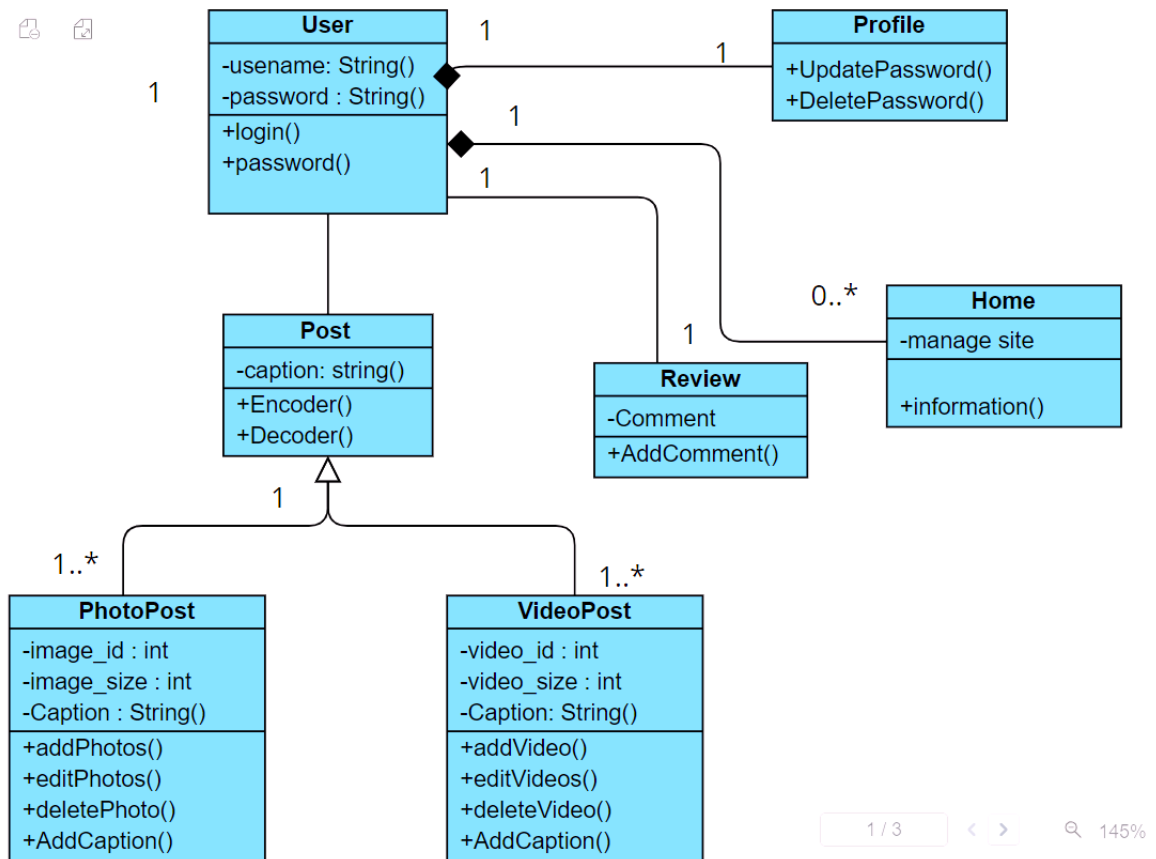 User
-usename: String()
-password : String()
+login()
+password()
1
1
1
Profile
+UpdatePassword()
+DeletePassword()
1
1
0..*
Home
-manage site
+information()
Post
-caption: string()
+Encoder()
+Decoder()
1
Review
-Comment
+AddComment()
1
1..*
1..*
PhotoPost
-image_id : int
-image_size : int
-Caption : String()
+addPhotos()
+editPhotos()
+deletePhoto()
+AddCaption()
VideoPost
-video_id : int
-video_size : int
-Caption: String()
+addVideo()
+editVideos()
+deleteVideo()
+AddCaption()
1 / 3
145%